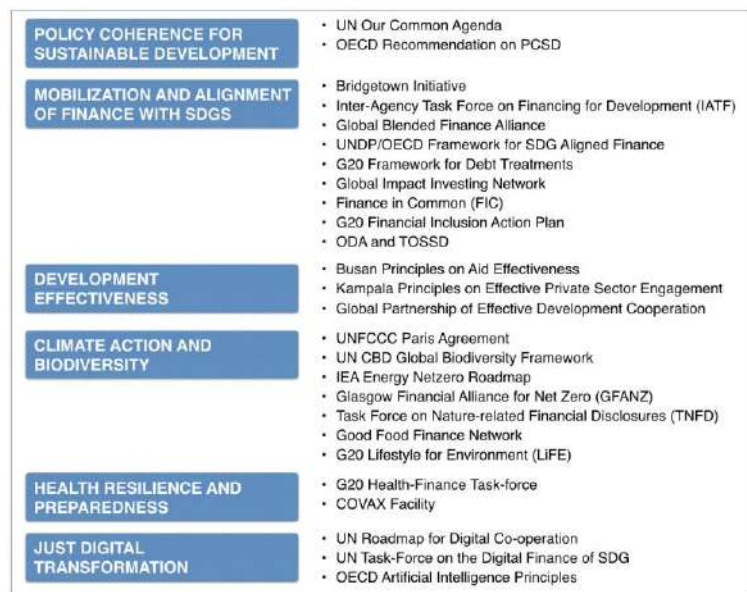 POLICY COHERENCE FOR
SUSTAINABLE DEVELOPMENT
• UN Our Common Agenda
• OECD Recommendation on PCSD
MOBILIZATION AND ALIGNMENT
OF FINANCE WITH SDGS
• Bridgetown Initiative
• Inter-Agency Task Force on Financing for Development (IATF)
• Global Blended Finance Alliance
• UNDP/OECD Framework for SDG Aligned Finance
• G20 Framework for Debt Treatments
• Global Impact Investing Network
• Finance in Common (FIC)
• G20 Financial Inclusion Action Plan
• ODA and TOSSD
DEVELOPMENT
EFFECTIVENESS
• Busan Principles on Aid Effectiveness
• Kampala Principles on Effective Private Sector Engagement
• Global Partnership of Effective Development Cooperation
CLIMATE ACTION AND
BIODIVERSITY
• UNFCCC Paris Agreement
• UN CBD Global Biodiversity Framework
• IEA Energy Netzero Roadmap
• Glasgow Financial Alliance for Net Zero (GFANZ)
• Task Force on Nature-related Financial Disclosures (TNFD)
• Good Food Finance Network
• G20 Lifestyle for Environment (LiFE)
HEALTH RESILIENCE AND
PREPAREDNESS
• G20 Health-Finance Task-force
• COVAX Facility
JUST DIGITAL
TRANSFORMATION
• UN Roadmap for Digital Co-operation
• UN Task-Force on the Digital Finance of SDG
• OECD Artificial Intelligence Principles